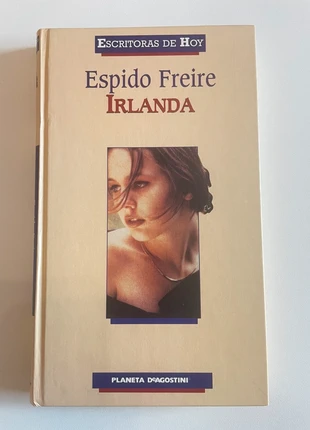 ESCRITORAS DE HOY
Espido Freire
IRLANDA
PLANETA DEAGOSTINI